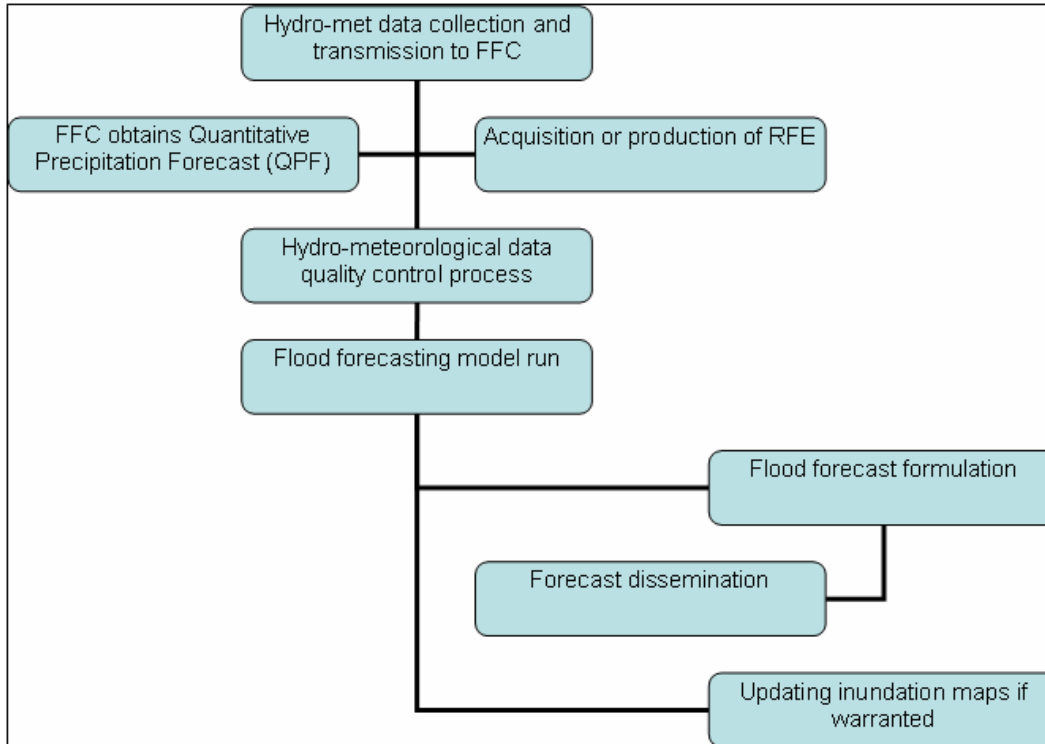 Hydro-met data collection and
transmission to FFC
FFC obtains Quantitative
Precipitation Forecast (QPF)
Acquisition or production of RFE
Hydro-meteorological data
quality control process
Flood forecasting model run
Flood forecast formulation
Forecast dissemination
Updating inundation maps if
warranted